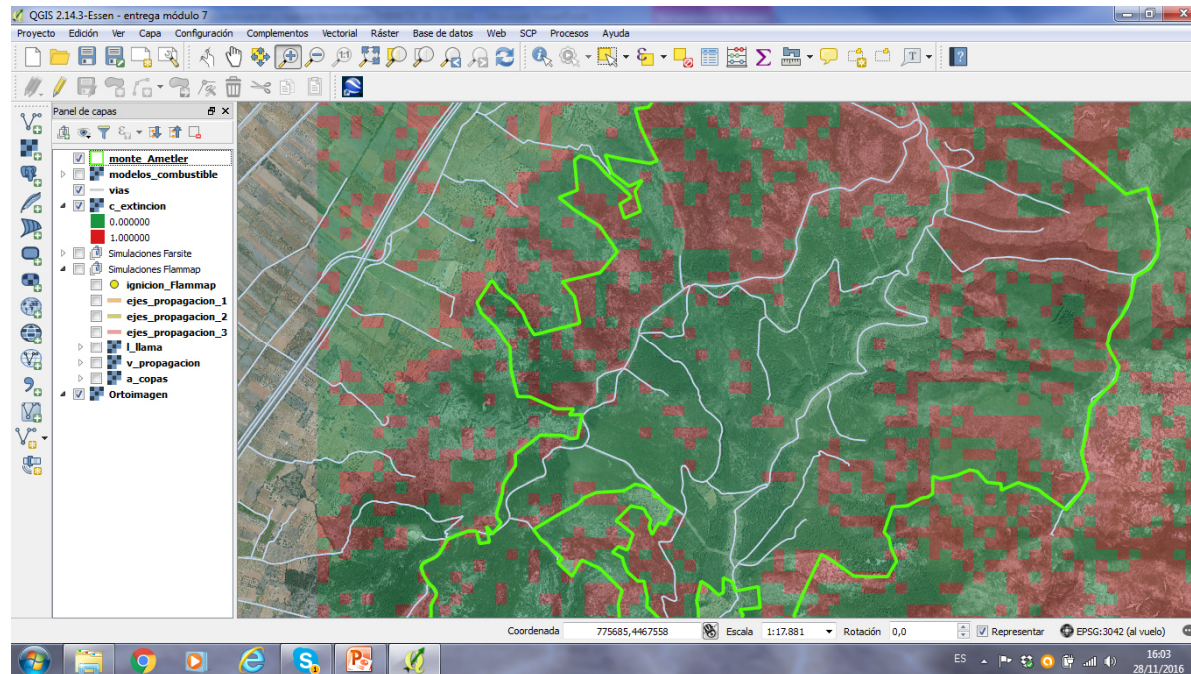 QGIS 2.14.3-Essen - entrega módulo 7
Proyecto Edición Ver Capa Configuración Complementos Vectorial Ráster Base de datos Web SCP Procesos Ayuda
Panel de capas
monte_Ametler
modelos_combustible
vias
c_extincion
0.000000
1.000000
Simulaciones Farsite
Simulaciones Flammap
ignicion_Flammap
ejes_propagacion_1
ejes_propagacion_2
ejes_propagacion_3
l_llama
v_propagacion
a_copas
Ortoimagen
Coordenada 775685,4467558 Escala 1:17.881 Rotación 0,0 Representar EPSG:3042 (al vuelo)
ES 16:03
28/11/2016